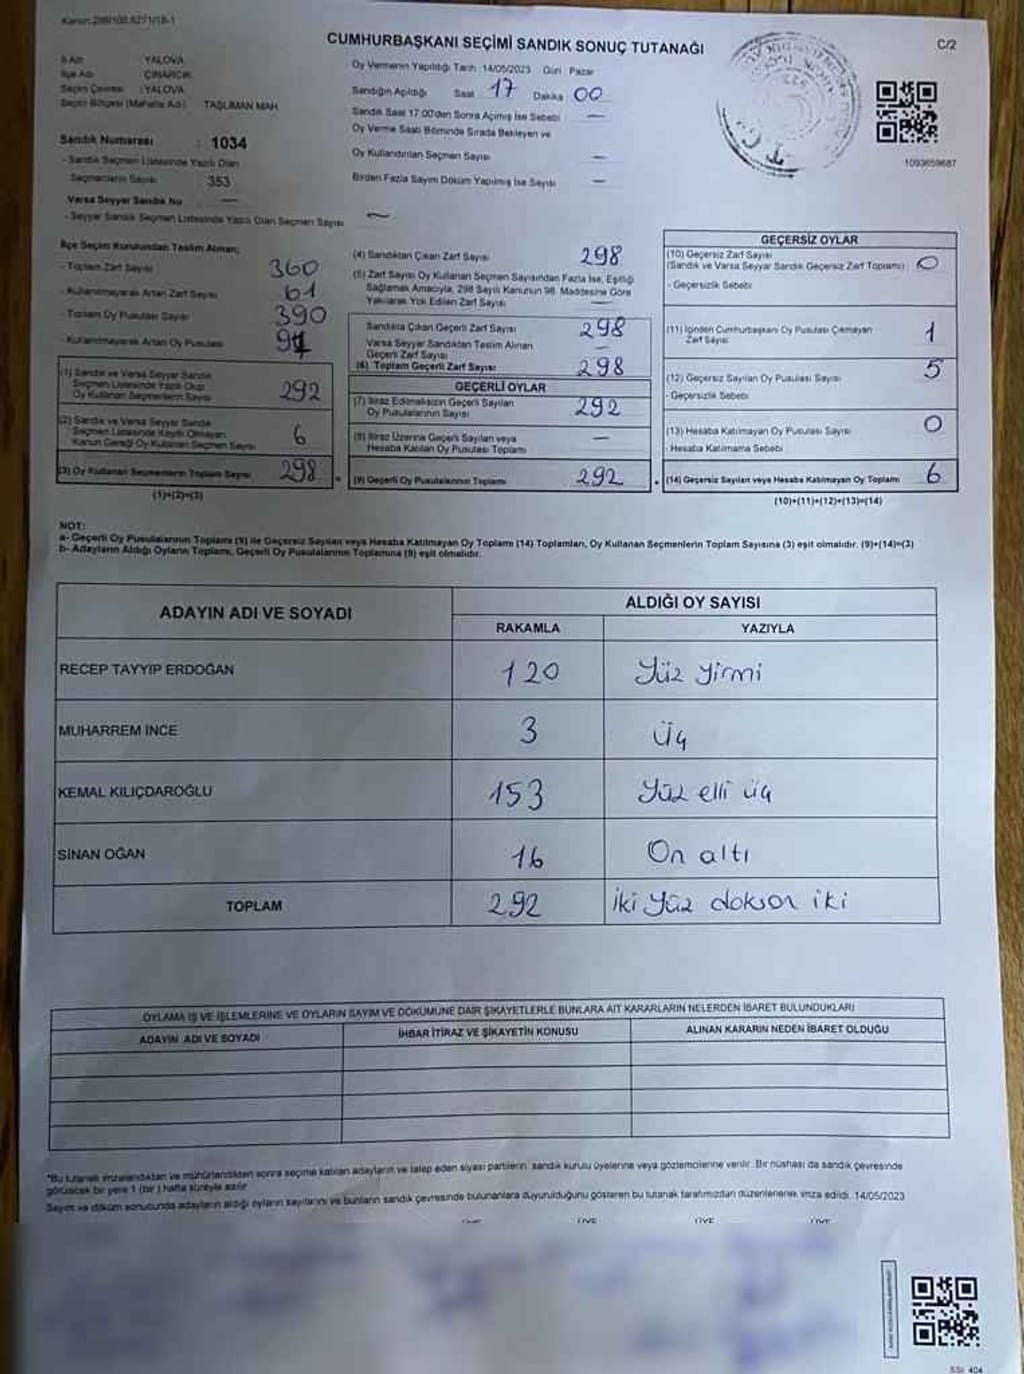 Kanun: 298/100,6271/18-1
CUMHURBAŞKANI SEÇİMİ SANDIK SONUÇ TUTANAĞI
C/2
İl Adı : YALOVA
İlçe Adı : ÇINARCIK
Seçim Çevresi : YALOVA
Seçim Bölgesi (Mahalle Adı) : TAŞLIMAN MAH.
Sandık Numarası : 1034
- Sandık Seçmen Listesinde Yazılı Olan
Seçmenlerin Sayısı 353
Varsa Seyyar Sandık No —
- Seyyar Sandık Seçmen Listesinde Yazılı Olan Seçmen Sayısı —
Oy Vermenin Yapıldığı Tarih : 14/05/2023 Gün : Pazar
Sandığın Açıldığı Saat 17 Dakika 00
Sandık Saat 17:00'den Sonra Açılmış İse Sebebi —
Oy Verme Saati Bitiminde Sırada Bekleyen ve
Oy Kullandırılan Seçmen Sayısı —
Birden Fazla Sayım Döküm Yapılmış İse Sayısı —
1093659687
İlçe Seçim Kurulundan Teslim Alınan;
- Toplam Zarf Sayısı 360
- Kullanılmayarak Artan Zarf Sayısı 61
- Toplam Oy Pusulası Sayısı 390
- Kullanılmayarak Artan Oy Pusulası
(1) Sandık ve Varsa Seyyar Sandık
Seçmen Listesinde Yazılı Olup
Oy Kullanan Seçmenlerin Sayısı 292
(2) Sandık ve Varsa Seyyar Sandık
Seçmen Listesinde Kayıtlı Olmayan
Kanun Gereği Oy Kullanan Seçmen Sayısı 6
(3) Oy Kullanan Seçmenlerin Toplam Sayısı 298
(1)+(2)=(3)
(4) Sandıktan Çıkan Zarf Sayısı 298
(5) Zarf Sayısı Oy Kullanan Seçmen Sayısından Fazla İse, Eşitliği
Sağlamak Amacıyla, 298 Sayılı Kanunun 98. Maddesine Göre
Yakılarak Yok Edilen Zarf Sayısı —
Sandıkta Çıkan Geçerli Zarf Sayısı 298
Varsa Seyyar Sandıktan Teslim Alınan
Geçerli Zarf Sayısı —
(6) Toplam Geçerli Zarf Sayısı 298
GEÇERLİ OYLAR
(7) İtiraz Edilmeksizin Geçerli Sayılan
Oy Pusulalarının Sayısı 292
(8) İtiraz Üzerine Geçerli Sayılan veya
Hesaba Katılan Oy Pusulası Toplamı —
(9) Geçerli Oy Pusulalarının Toplamı 292
GEÇERSİZ OYLAR
(10) Geçersiz Zarf Sayısı
(Sandık ve Varsa Seyyar Sandık Geçersiz Zarf Toplamı) 0
- Geçersizlik Sebebi
(11) İçinden Cumhurbaşkanı Oy Pusulası Çıkmayan
Zarf Sayısı 1
(12) Geçersiz Sayılan Oy Pusulası Sayısı 5
- Geçersizlik Sebebi
(13) Hesaba Katılmayan Oy Pusulası Sayısı 0
- Hesaba Katılmama Sebebi
(14) Geçersiz Sayılan veya Hesaba Katılmayan Oy Toplamı 6
(10)+(11)+(12)+(13)=(14)
NOT:
a- Geçerli Oy Pusulalarının Toplamı (9) ile Geçersiz Sayılan veya Hesaba Katılmayan Oy Toplamı (14) Toplamları, Oy Kullanan Seçmenlerin Toplam Sayısına (3) eşit olmalıdır. (9)+(14)=(3)
b- Adayların Aldığı Oyların Toplamı, Geçerli Oy Pusulalarının Toplamına (9) eşit olmalıdır.
ADAYIN ADI VE SOYADI
ALDIĞI OY SAYISI
RAKAMLA YAZIYLA
RECEP TAYYIP ERDOĞAN 120 Yüz yirmi
MUHARREM İNCE 3 Üç
KEMAL KILIÇDAROĞLU 153 Yüz elli üç
SİNAN OĞAN 16 On altı
TOPLAM 292 İki yüz doksan iki
OYLAMA İŞ VE İŞLEMLERİNE VE OYLARIN SAYIM VE DÖKÜMÜNE DAİR ŞİKAYETLERLE BUNLARA AİT KARARLARIN NELERDEN İBARET BULUNDUKLARI
ADAYIN ADI VE SOYADI İHBAR İTİRAZ VE ŞİKAYETİN KONUSU ALINAN KARARIN NEDEN İBARET OLDUĞU
*Bu tutanak imzalandıktan ve mühürlendikten sonra seçime katılan adayların ve talep eden siyasi partilerin sandık kurulu üyelerine veya gözlemcilerine verilir. Bir nüshası da sandık çevresinde
görülecek bir yere 1 (bir) hafta süreyle asılır.
Sayım ve döküm sonucunda adayların aldığı oyların sayılarını ve bunların sandık çevresinde bulunanlara duyurulduğunu gösteren bu tutanak tarafımızdan düzenlenerek imza edildi. 14/05/2023
ÜYE ÜYE ÜYE ÜYE
SSI 404